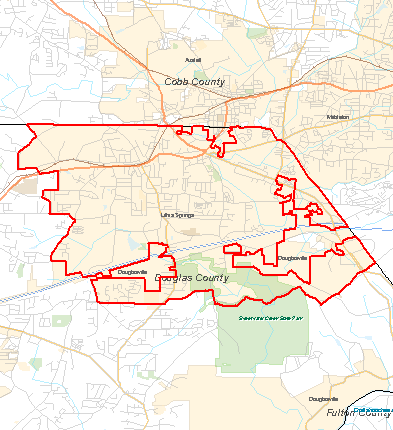 Austell
Cobb County
Mableton
Lithia Springs
Douglasville
Douglasville
Douglas County
Sweetwater Creek State Park
Douglasville
Fulton County